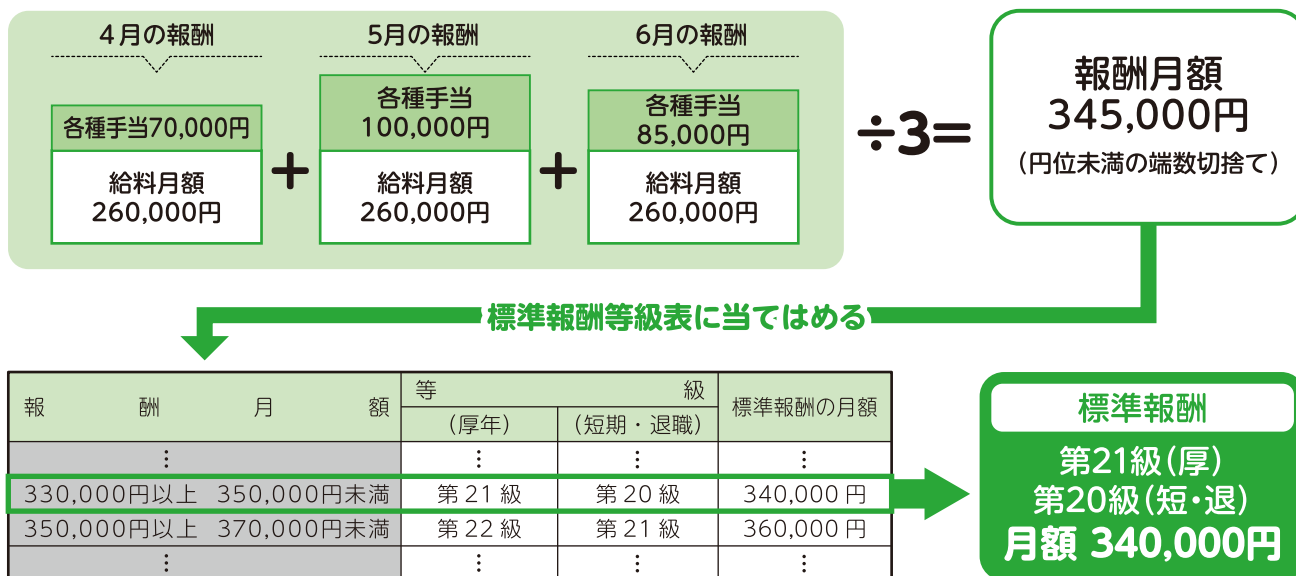 4月の報酬
各種手当70,000円
給料月額
260,000円
+
5月の報酬
各種手当
100,000円
給料月額
260,000円
+
6月の報酬
各種手当
85,000円
給料月額
260,000円
÷3=
報酬月額
345,000円
(円位未満の端数切捨て)
標準報酬等級表に当てはめる
報酬月額 等級 標準報酬の月額
(厚年) (短期・退職)
⋮ ⋮ ⋮ ⋮
330,000円以上 350,000円未満 第21級 第20級 340,000円
350,000円以上 370,000円未満 第22級 第21級 360,000円
⋮ ⋮ ⋮ ⋮
標準報酬
第21級(厚)
第20級(短・退)
月額 340,000円